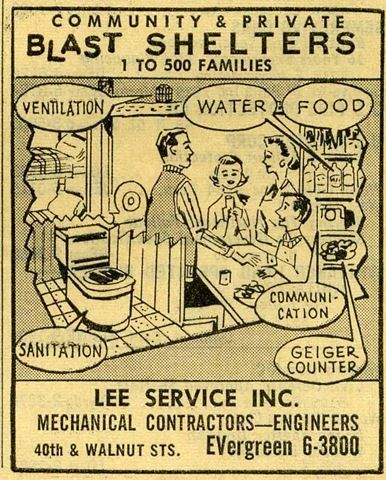 COMMUNITY & PRIVATE
BLAST SHELTERS
1 TO 500 FAMILIES
VENTILATION
WATER
FOOD
SANITATION
COMMUNI-
CATION
GEIGER
COUNTER
LEE SERVICE INC.
MECHANICAL CONTRACTORS—ENGINEERS
40th & WALNUT STS. EVergreen 6-3800